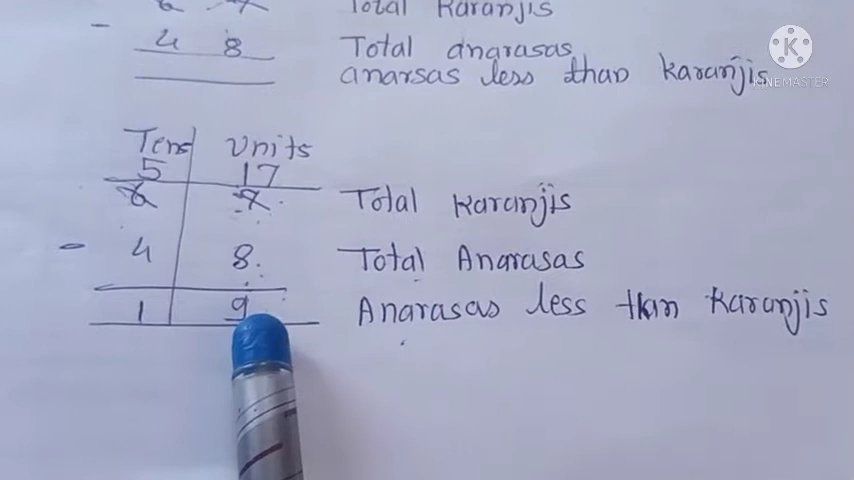 Total Karanjis
- 4 8 Total anarasas
anarsas less than karanjis
K
KINEMASTER
Tens Units
5 17
6 7 Total Karanjis
- 4 8 Total Anarasas
1 9 Anarasas less than Karanjis